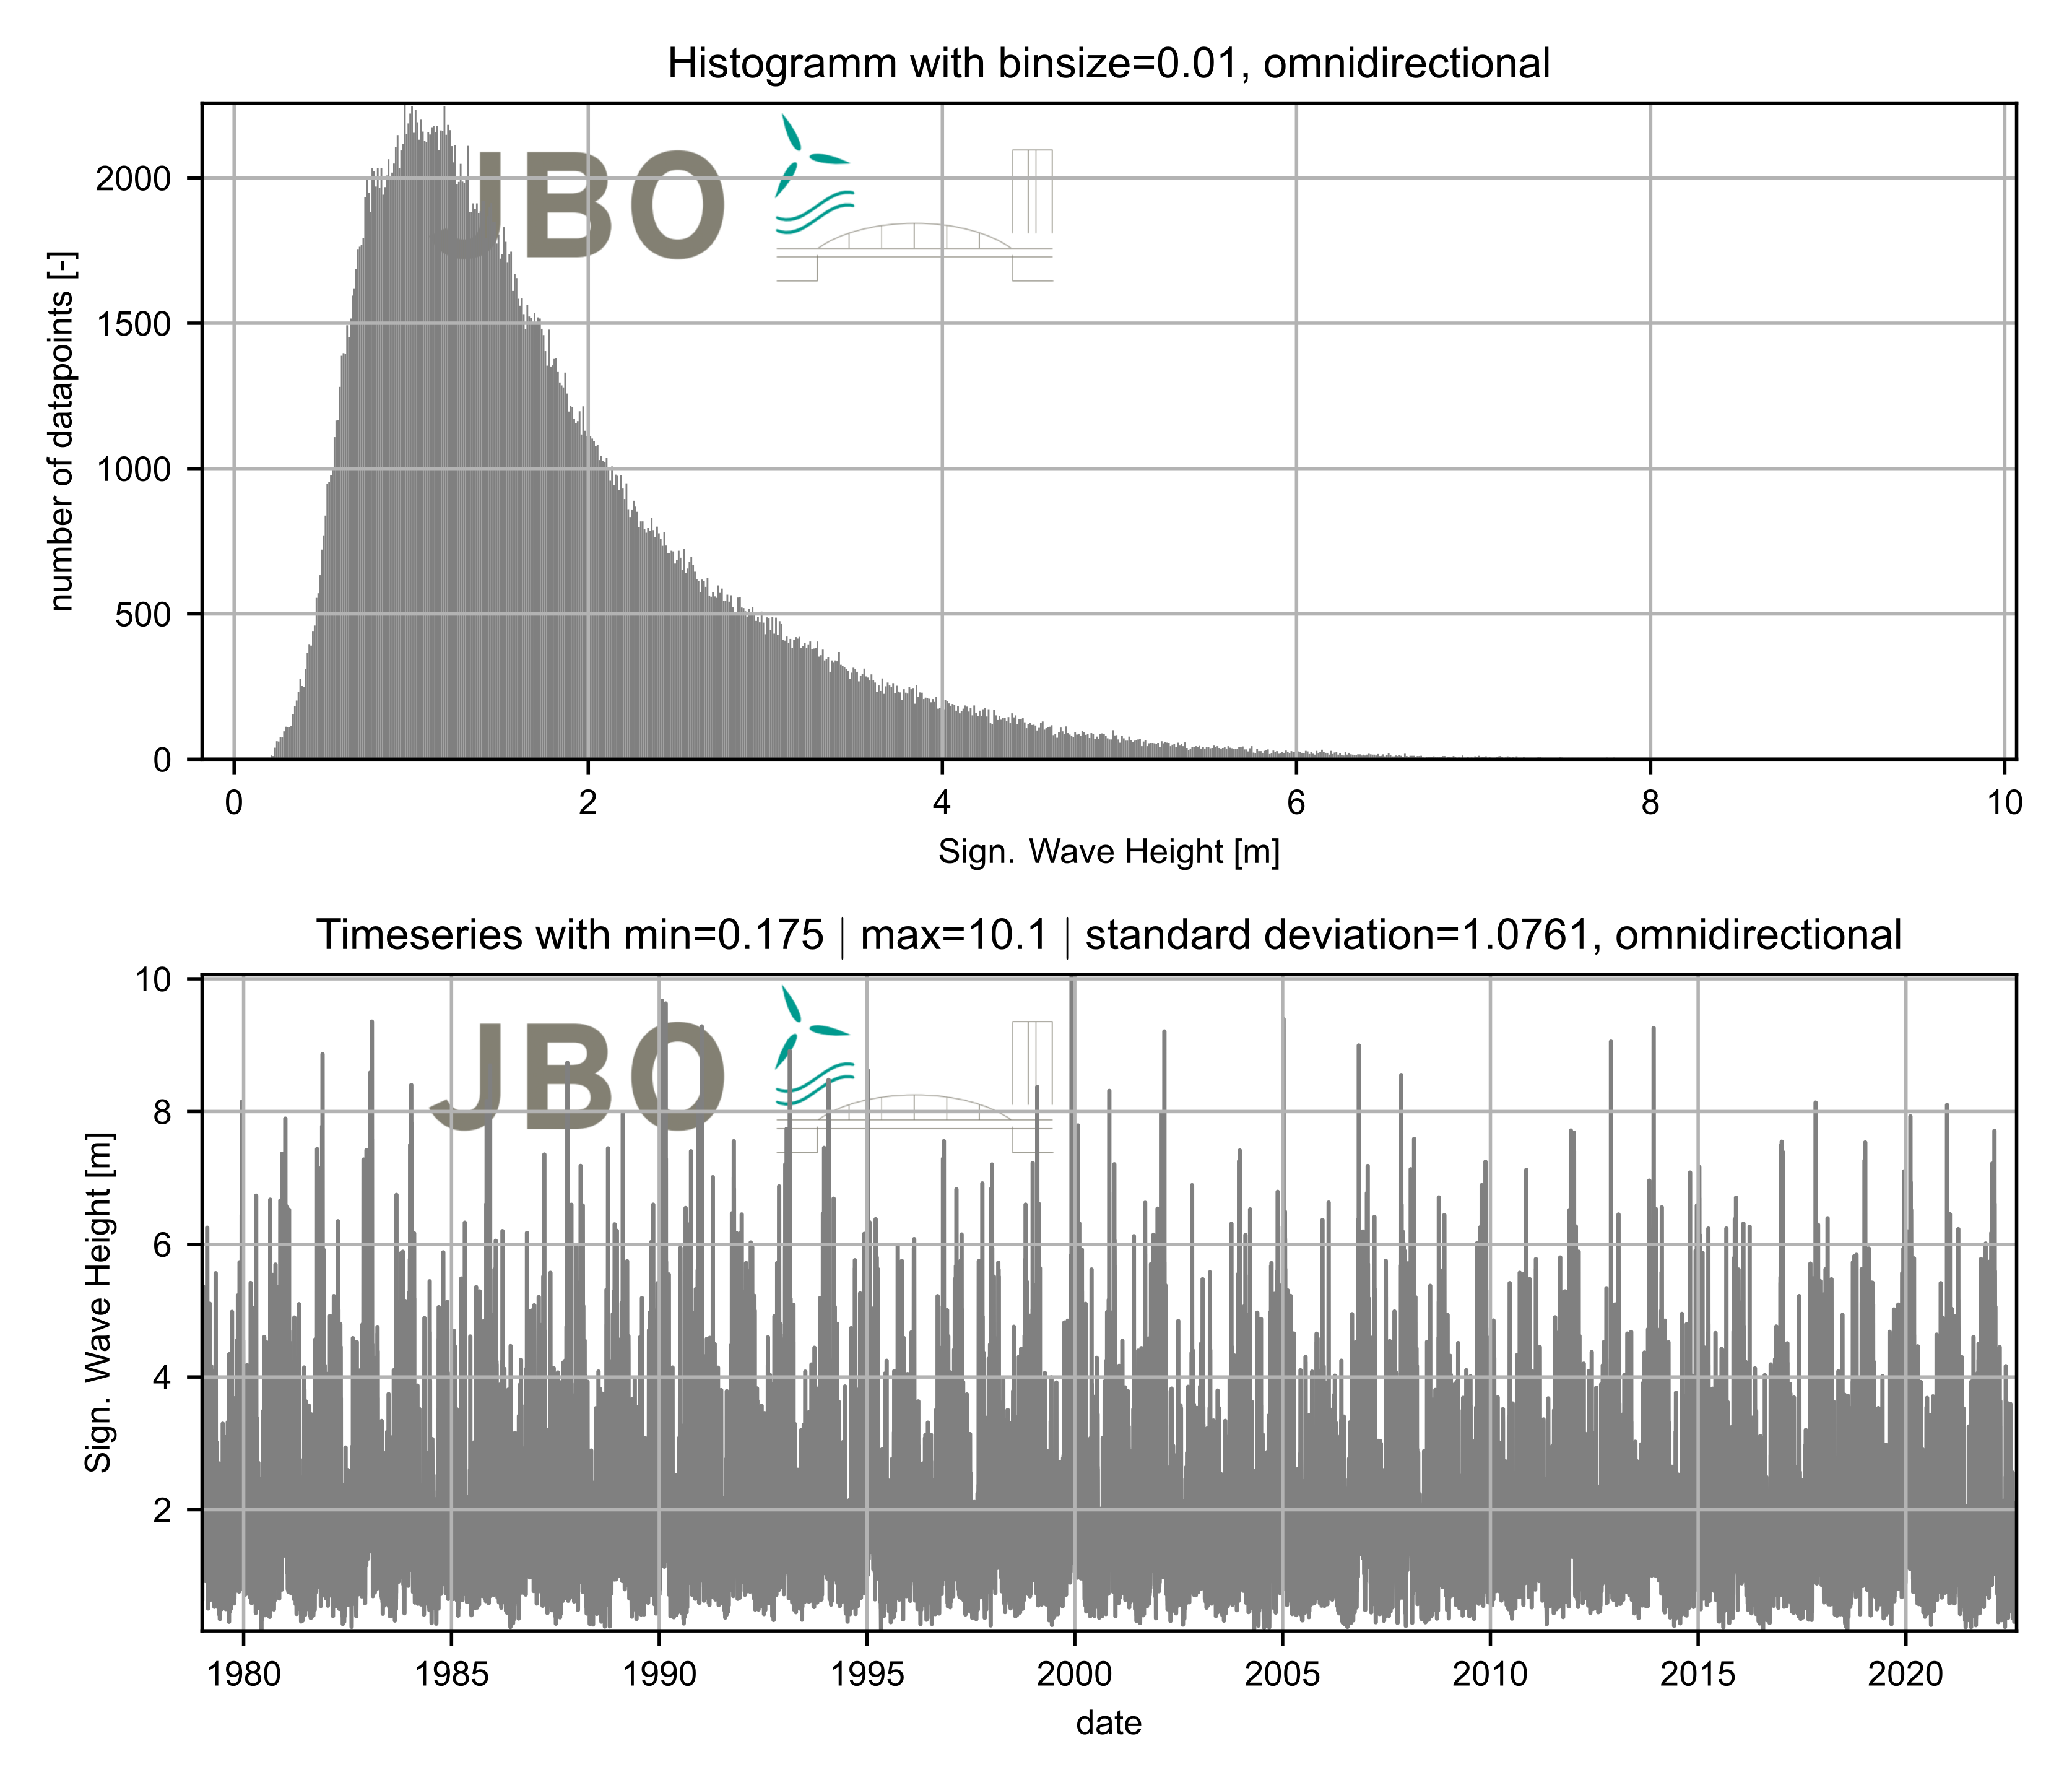 Histogramm with binsize=0.01, omnidirectional
JBO
number of datapoints [-]
2000
1500
1000
500
0
0 2 4 6 8 10
Sign. Wave Height [m]
Timeseries with min=0.175 | max=10.1 | standard deviation=1.0761, omnidirectional
JBO
Sign. Wave Height [m]
10
8
6
4
2
1980 1985 1990 1995 2000 2005 2010 2015 2020
date